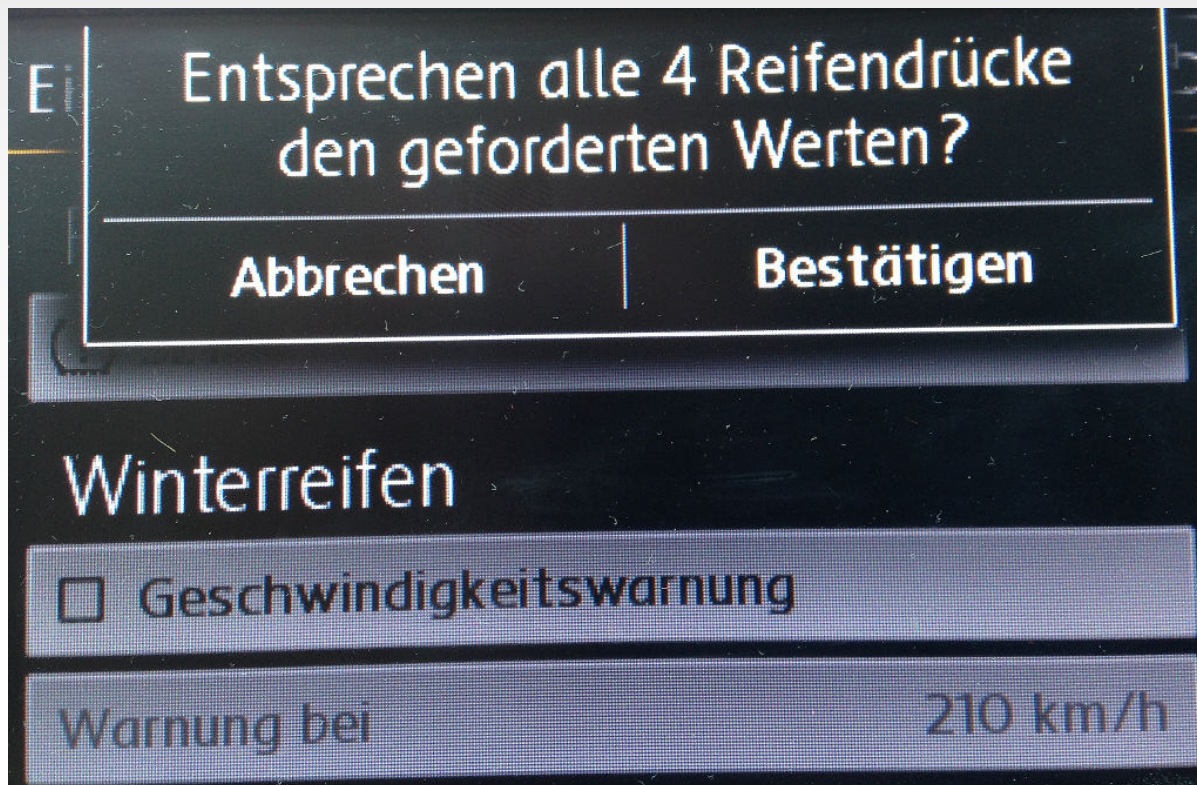 E
Entsprechen alle 4 Reifendrücke
den geforderten Werten?
Abbrechen
Bestätigen
Winterreifen
Geschwindigkeitswarnung
Warnung bei 210 km/h